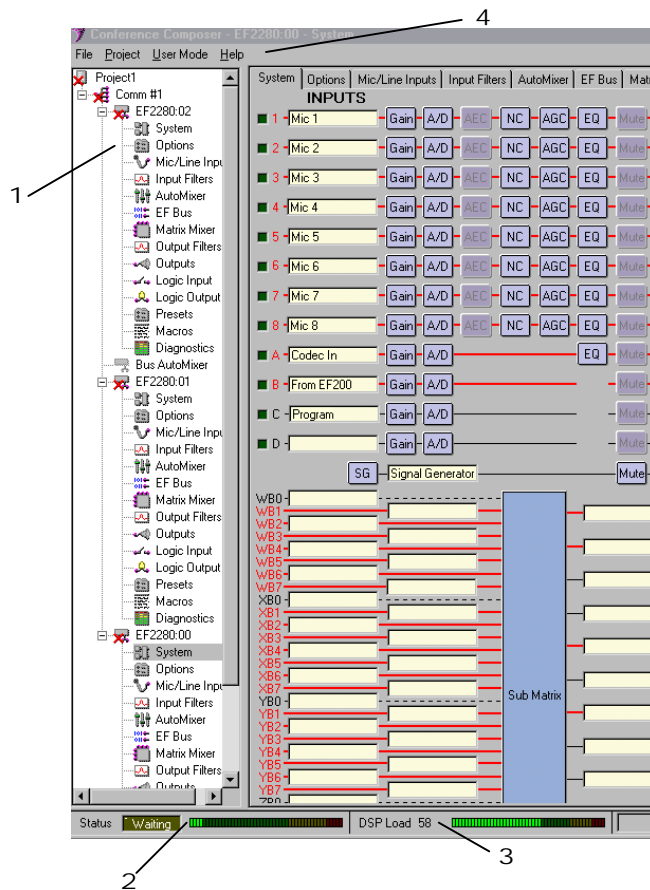 4
Conference Composer - EF2280:00 - System
File Project User Mode Help
Project1
Comm #1
EF2280:02
System
Options
Mic/Line Inpu
Input Filters
AutoMixer
EF Bus
Matrix Mixer
Output Filters
Outputs
Logic Input
Logic Output
Presets
Macros
Diagnostics
Bus AutoMixer
EF2280:01
System
Options
Mic/Line Inpu
Input Filters
AutoMixer
EF Bus
Matrix Mixer
Output Filters
Outputs
Logic Input
Logic Output
Presets
Macros
Diagnostics
EF2280:00
System
Options
Mic/Line Inpu
Input Filters
AutoMixer
EF Bus
Matrix Mixer
Output Filters
Outputs
1
System Options Mic/Line Inputs Input Filters AutoMixer EF Bus Mat
INPUTS
1 Mic 1 Gain A/D AEC NC AGC EQ Mute
2 Mic 2 Gain A/D AEC NC AGC EQ Mute
3 Mic 3 Gain A/D AEC NC AGC EQ Mute
4 Mic 4 Gain A/D AEC NC AGC EQ Mute
5 Mic 5 Gain A/D AEC NC AGC EQ Mute
6 Mic 6 Gain A/D AEC NC AGC EQ Mute
7 Mic 7 Gain A/D AEC NC AGC EQ Mute
8 Mic 8 Gain A/D AEC NC AGC EQ Mute
A Codec In Gain A/D EQ Mute
B From EF200 Gain A/D Mute
C Program Gain A/D Mute
D Gain A/D Mute
SG Signal Generator Mute
WB0
WB1
WB2
WB3
WB4
WB5
WB6
WB7
XB0
XB1
XB2
XB3
XB4
XB5
XB6
XB7
YB0
YB1
YB2
YB3
YB4
YB5
YB6
YB7
ZB0
Sub Matrix
Status Waiting DSP Load 58
2
3